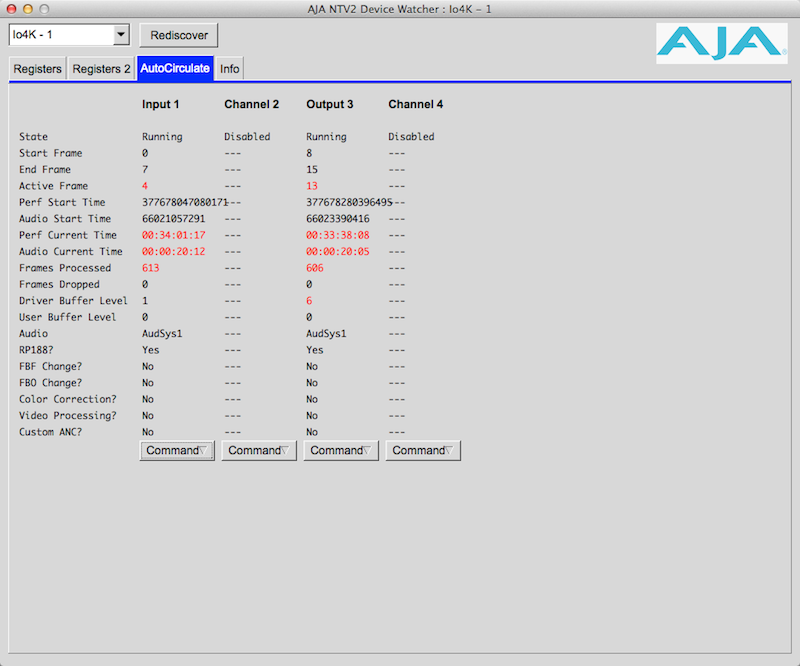 AJA NTV2 Device Watcher : Io4K - 1
Io4K - 1 Rediscover
AJA
Registers Registers 2 AutoCirculate Info
Input 1 Channel 2 Output 3 Channel 4
State Running Disabled Running Disabled
Start Frame 0 --- 8 ---
End Frame 7 --- 15 ---
Active Frame 4 --- 13 ---
Perf Start Time 377678047080171 --- 377678280396495 ---
Audio Start Time 66021057291 --- 66023390416 ---
Perf Current Time 00:34:01:17 --- 00:33:38:08 ---
Audio Current Time 00:00:20:12 --- 00:00:20:05 ---
Frames Processed 613 --- 606 ---
Frames Dropped 0 --- 0 ---
Driver Buffer Level 1 --- 6 ---
User Buffer Level 0 --- 0 ---
Audio AudSys1 --- AudSys1 ---
RP188? Yes --- Yes ---
FBF Change? No --- No ---
FBO Change? No --- No ---
Color Correction? No --- No ---
Video Processing? No --- No ---
Custom ANC? No --- No ---
Command Command Command Command